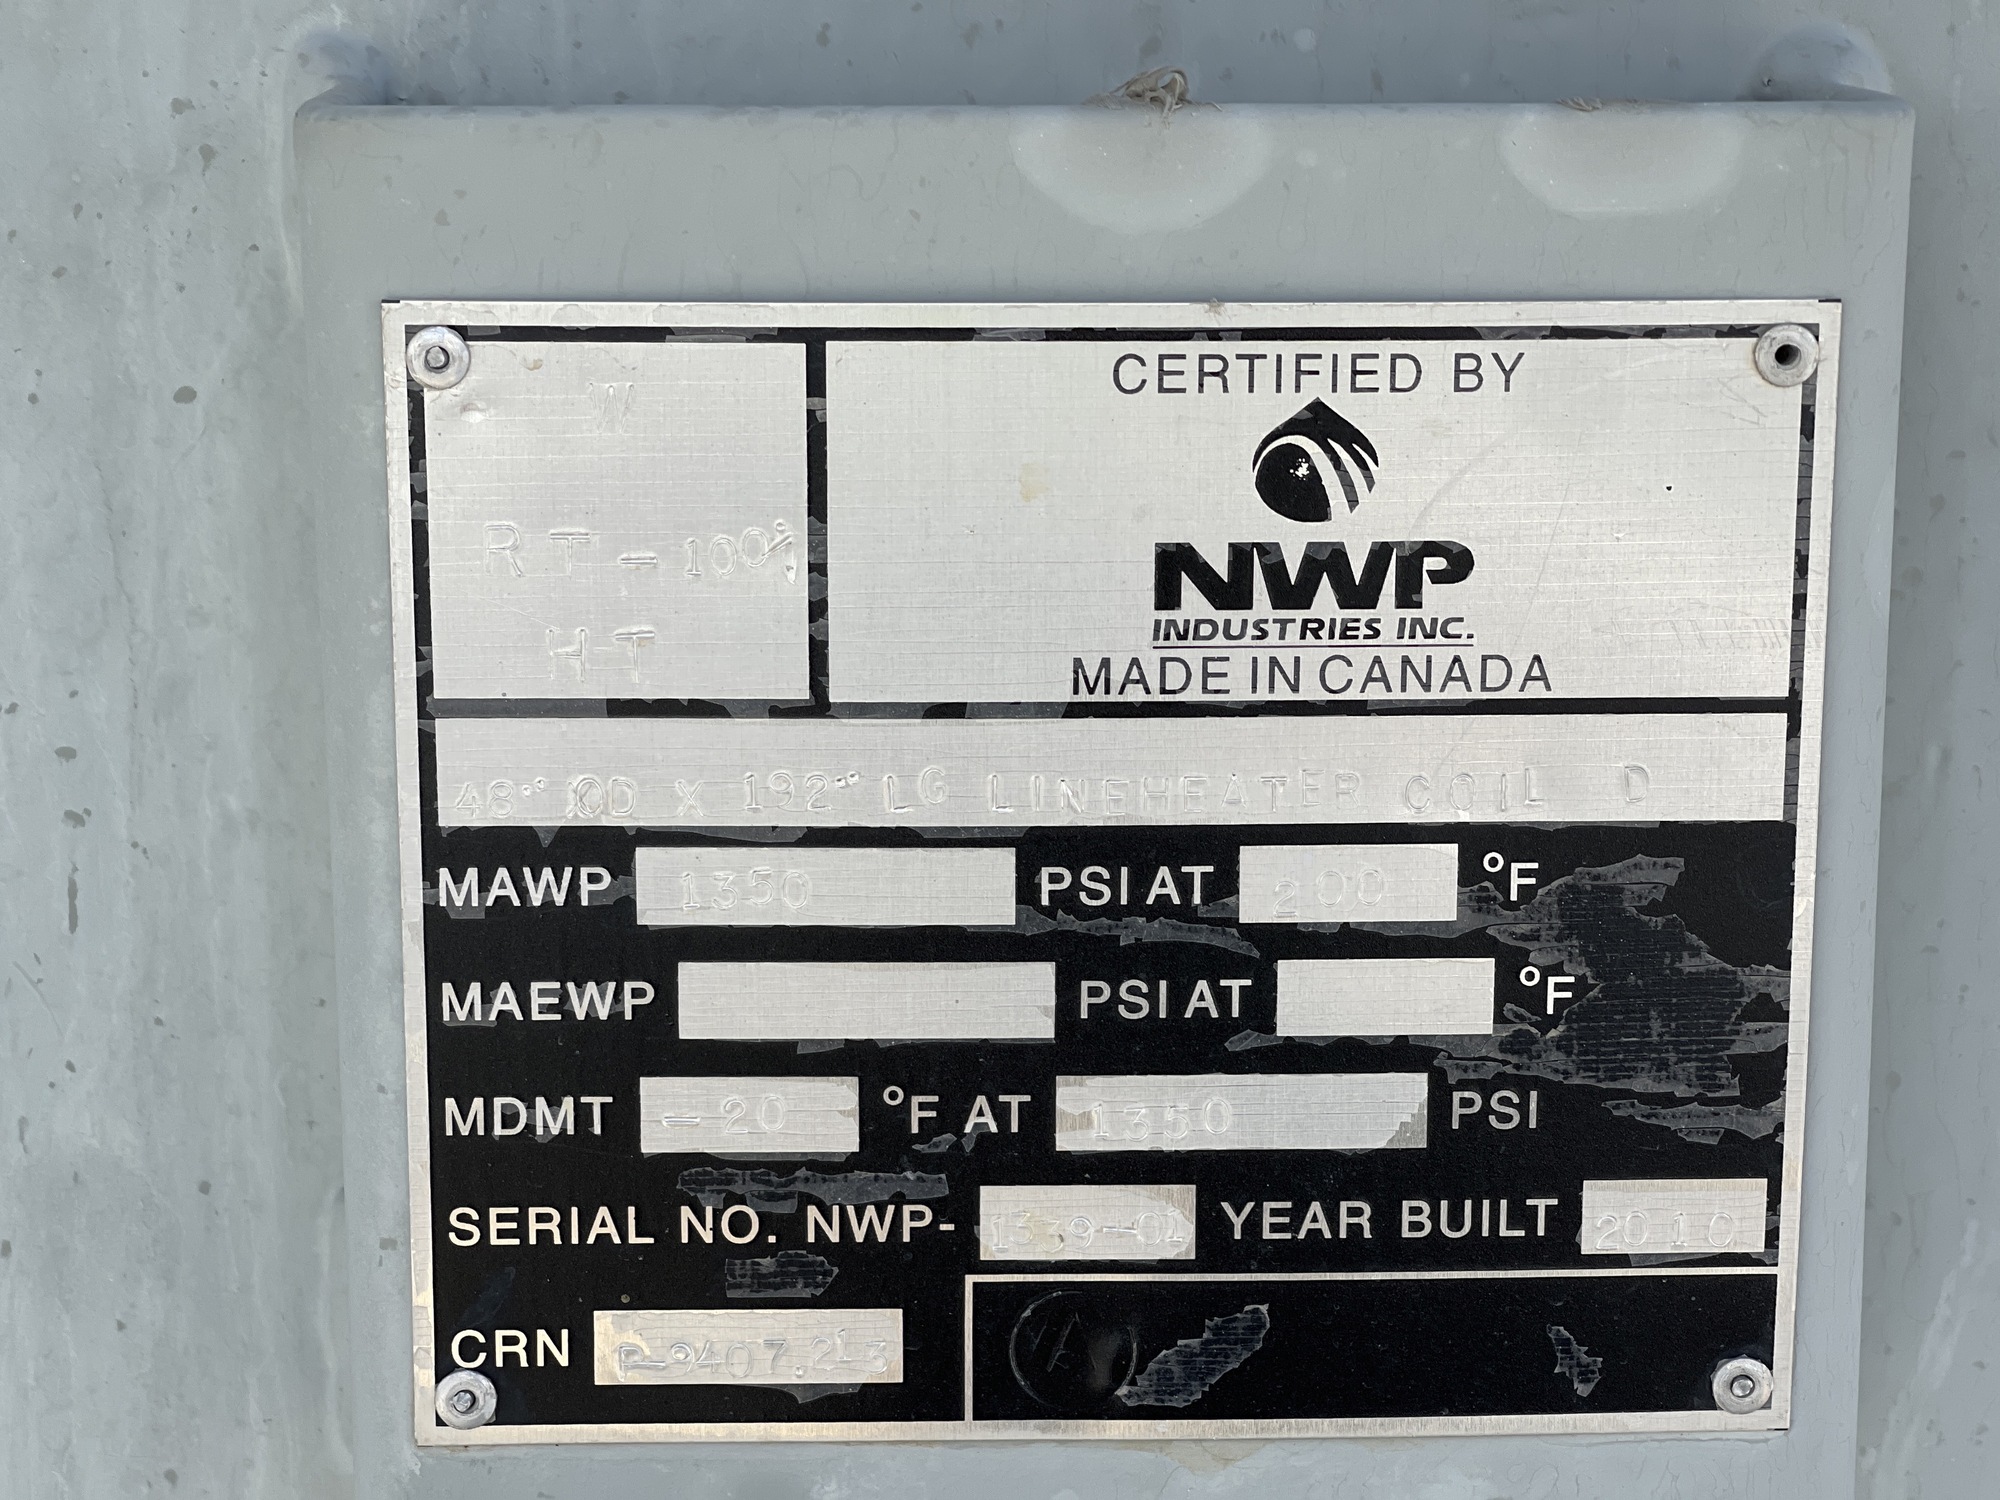 W
RT-100%
HT
CERTIFIED BY
NWP
INDUSTRIES INC.
MADE IN CANADA
48" OD X 192" LG LINEHEATER COIL D
MAWP 1350 PSI AT 200 °F
MAEWP PSI AT °F
MDMT -20 °F AT 1350 PSI
SERIAL NO. NWP- 1339-01 YEAR BUILT 2010
CRN P-9407.213
A